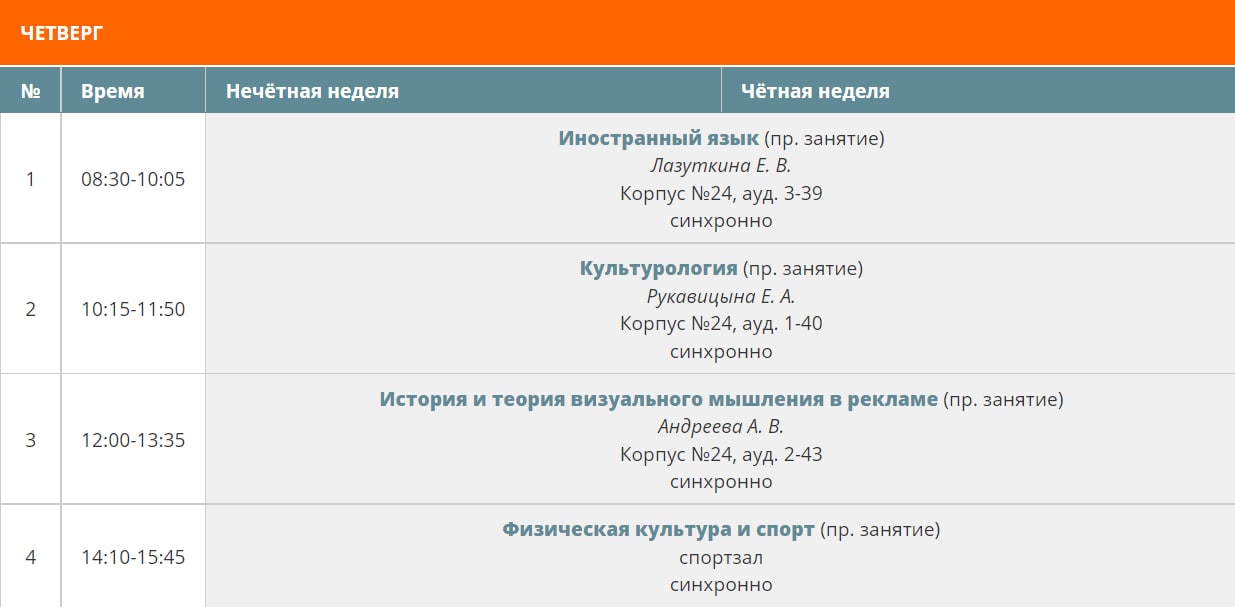 ЧЕТВЕРГ
№ Время Нечётная неделя Чётная неделя
Иностранный язык (пр. занятие)
Лазуткина Е. В.
1 08:30-10:05
Корпус №24, ауд. 3-39
синхронно
Культурология (пр. занятие)
Рукавицына Е. А.
2 10:15-11:50
Корпус №24, ауд. 1-40
синхронно
История и теория визуального мышления в рекламе (пр. занятие)
Андреева А. В.
3 12:00-13:35
Корпус №24, ауд. 2-43
синхронно
Физическая культура и спорт (пр. занятие)
4 14:10-15:45 спортзал
синхронно